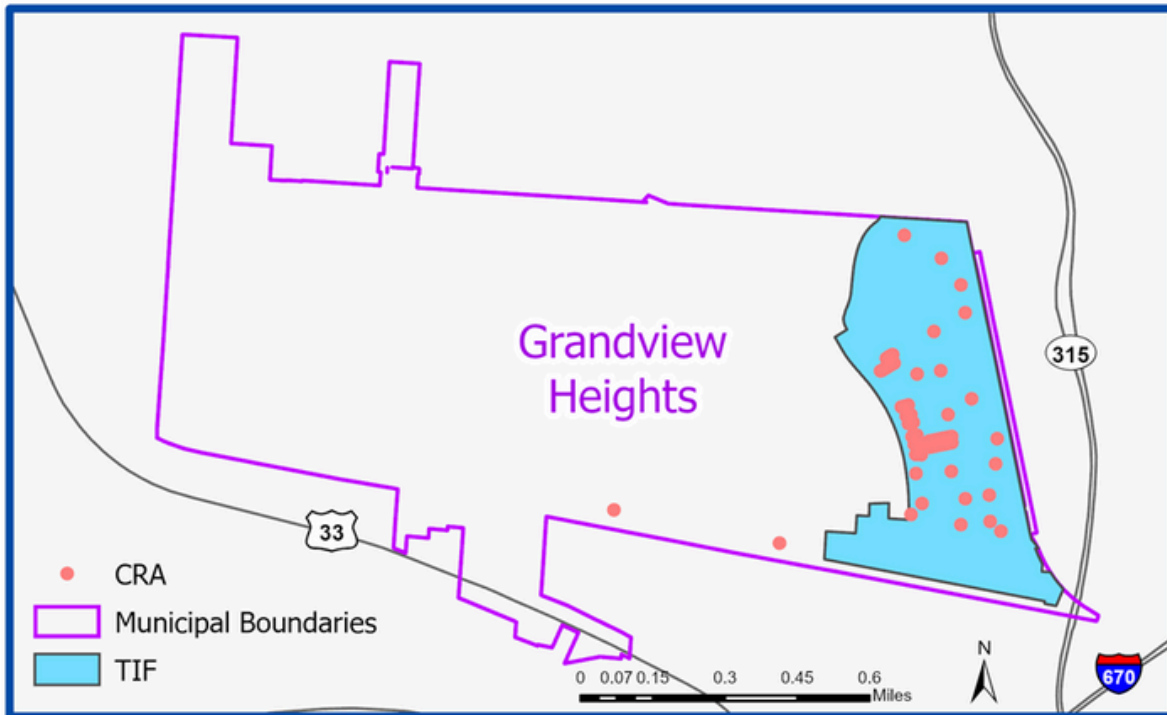 Grandview
Heights
315
33
CRA
Municipal Boundaries
TIF
0 0.07 0.15 0.3 0.45 0.6
Miles
N
670